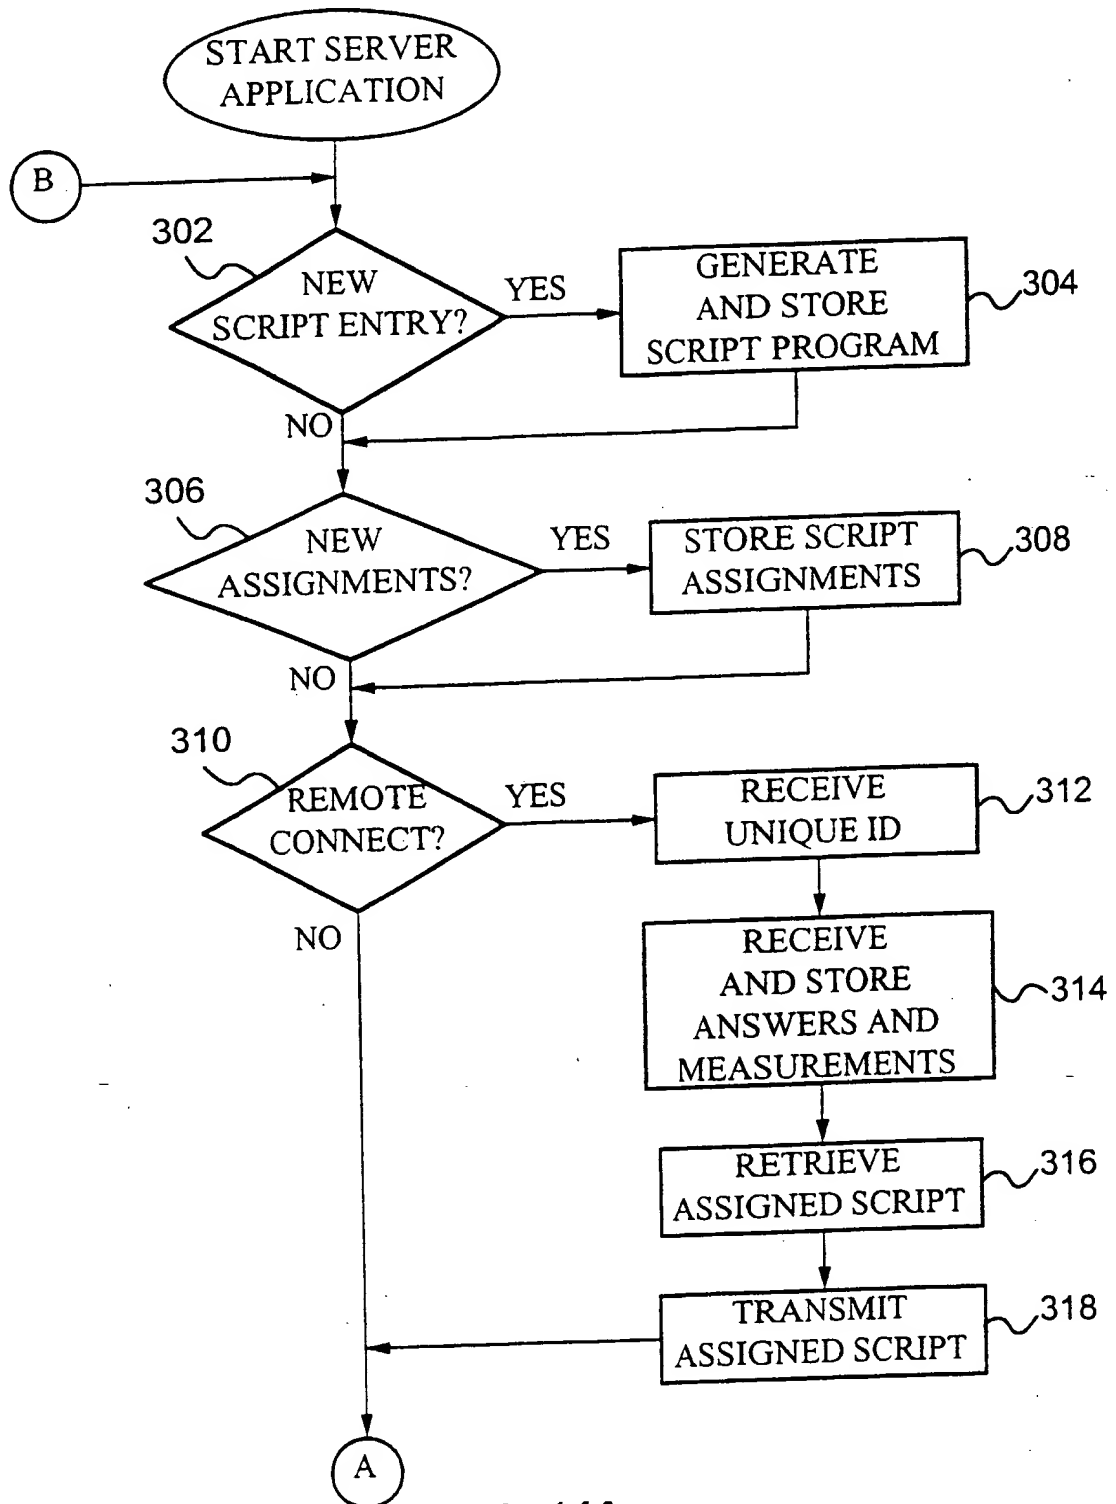 START SERVER
APPLICATION
B
302
NEW
SCRIPT ENTRY?
YES
GENERATE
AND STORE
SCRIPT PROGRAM
304
NO
306
NEW
ASSIGNMENTS?
YES
STORE SCRIPT
ASSIGNMENTS
308
NO
310
REMOTE
CONNECT?
YES
RECEIVE
UNIQUE ID
312
NO
RECEIVE
AND STORE
ANSWERS AND
MEASUREMENTS
314
RETRIEVE
ASSIGNED SCRIPT
316
TRANSMIT
ASSIGNED SCRIPT
318
A